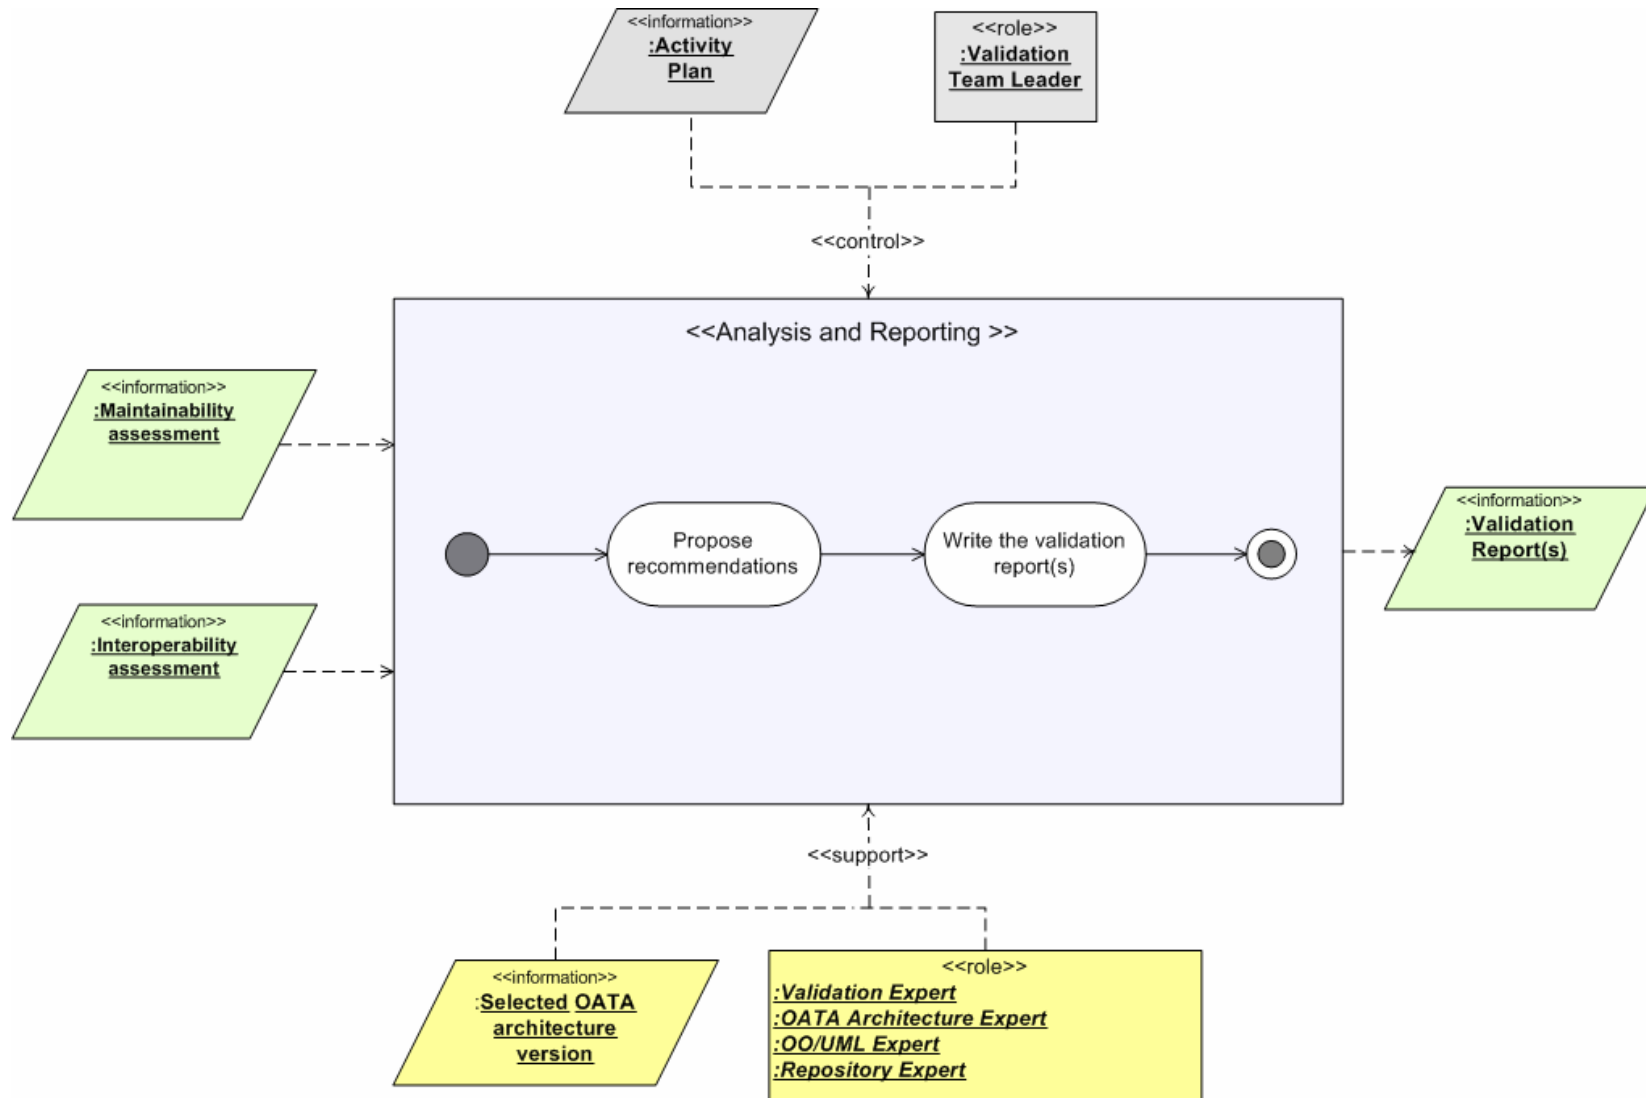 <<information>>
:Activity
Plan
<<role>>
:Validation
Team Leader
<<control>>
<<Analysis and Reporting >>
<<information>>
:Maintainability
assessment
Propose
recommendations
Write the validation
report(s)
<<information>>
:Validation
Report(s)
<<information>>
:Interoperability
assessment
<<support>>
<<information>>
:Selected OATA
architecture
version
<<role>>
:Validation Expert
:OATA Architecture Expert
:OO/UML Expert
:Repository Expert